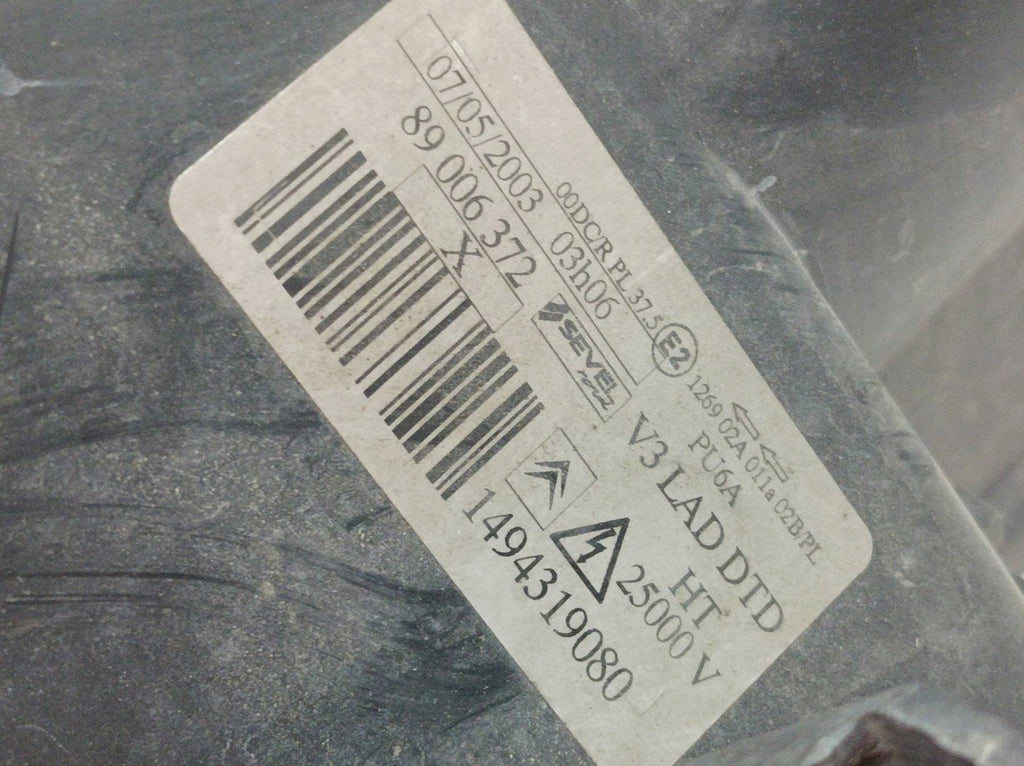 07/05/2003 03h06
89 006 372
X
00DC/R PL 37.5 E2 1269 02A 011a 02B/PL
SEVEL
PU6A
V3 LAD DTD
HT
25000 V
1494319080